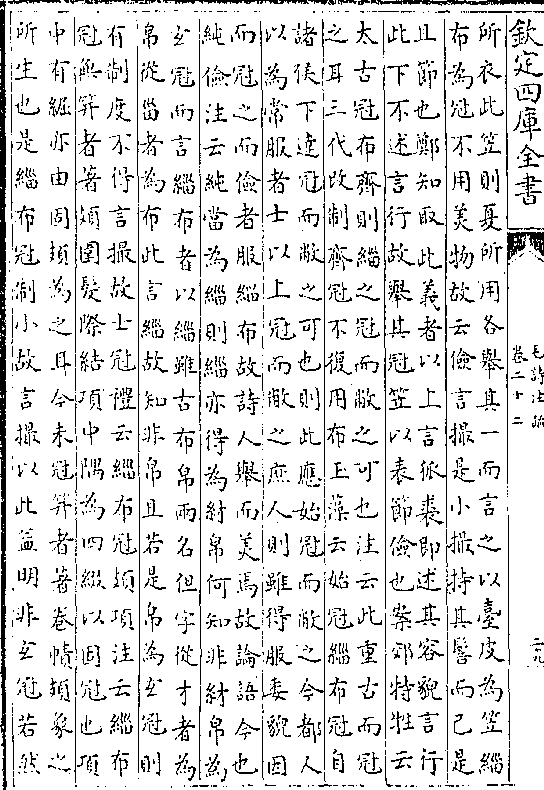 欽定四庫全書
毛詩注疏
卷二十二
所衣此笠則夏所用各舉其一而言之以臺皮為笠緇
布為冠不用美物故云儉言撮是小撮持其髻而已是
且節也鄭知取此義者以上言狐裘即述其容貌言行
此下不述言行故舉其冠笠以表節儉也案郊特牲云
太古冠布齊則緇之冠而敝之可也注云此重古而冠
之耳三代改制齊冠不復用布玉藻云始冠緇布冠自
諸侯下達冠而敝之可也則此應始冠而敝之今都人
以為常服者士以上冠而敝之庶人則雖得服委貌因
而冠之而儉者服緇布故詩人舉而美焉故論語今也
純儉注云純當為緇則緇亦得為紂帛何知非紂帛為
玄冠而言緇布者以緇雖古布帛兩名但字從才者為
帛從甾者為布此言緇故知非帛且若是帛為玄冠則
有制度不得言撮故士冠禮云緇布冠頍項注云緇布
冠無笄者著頍圍髮際結項中隅為四綴以固冠也項
中有䋿亦由固頍為之耳今未冠笄者著卷幘頍象之
所生也是緇布冠制小故言撮以此益明非玄冠若然